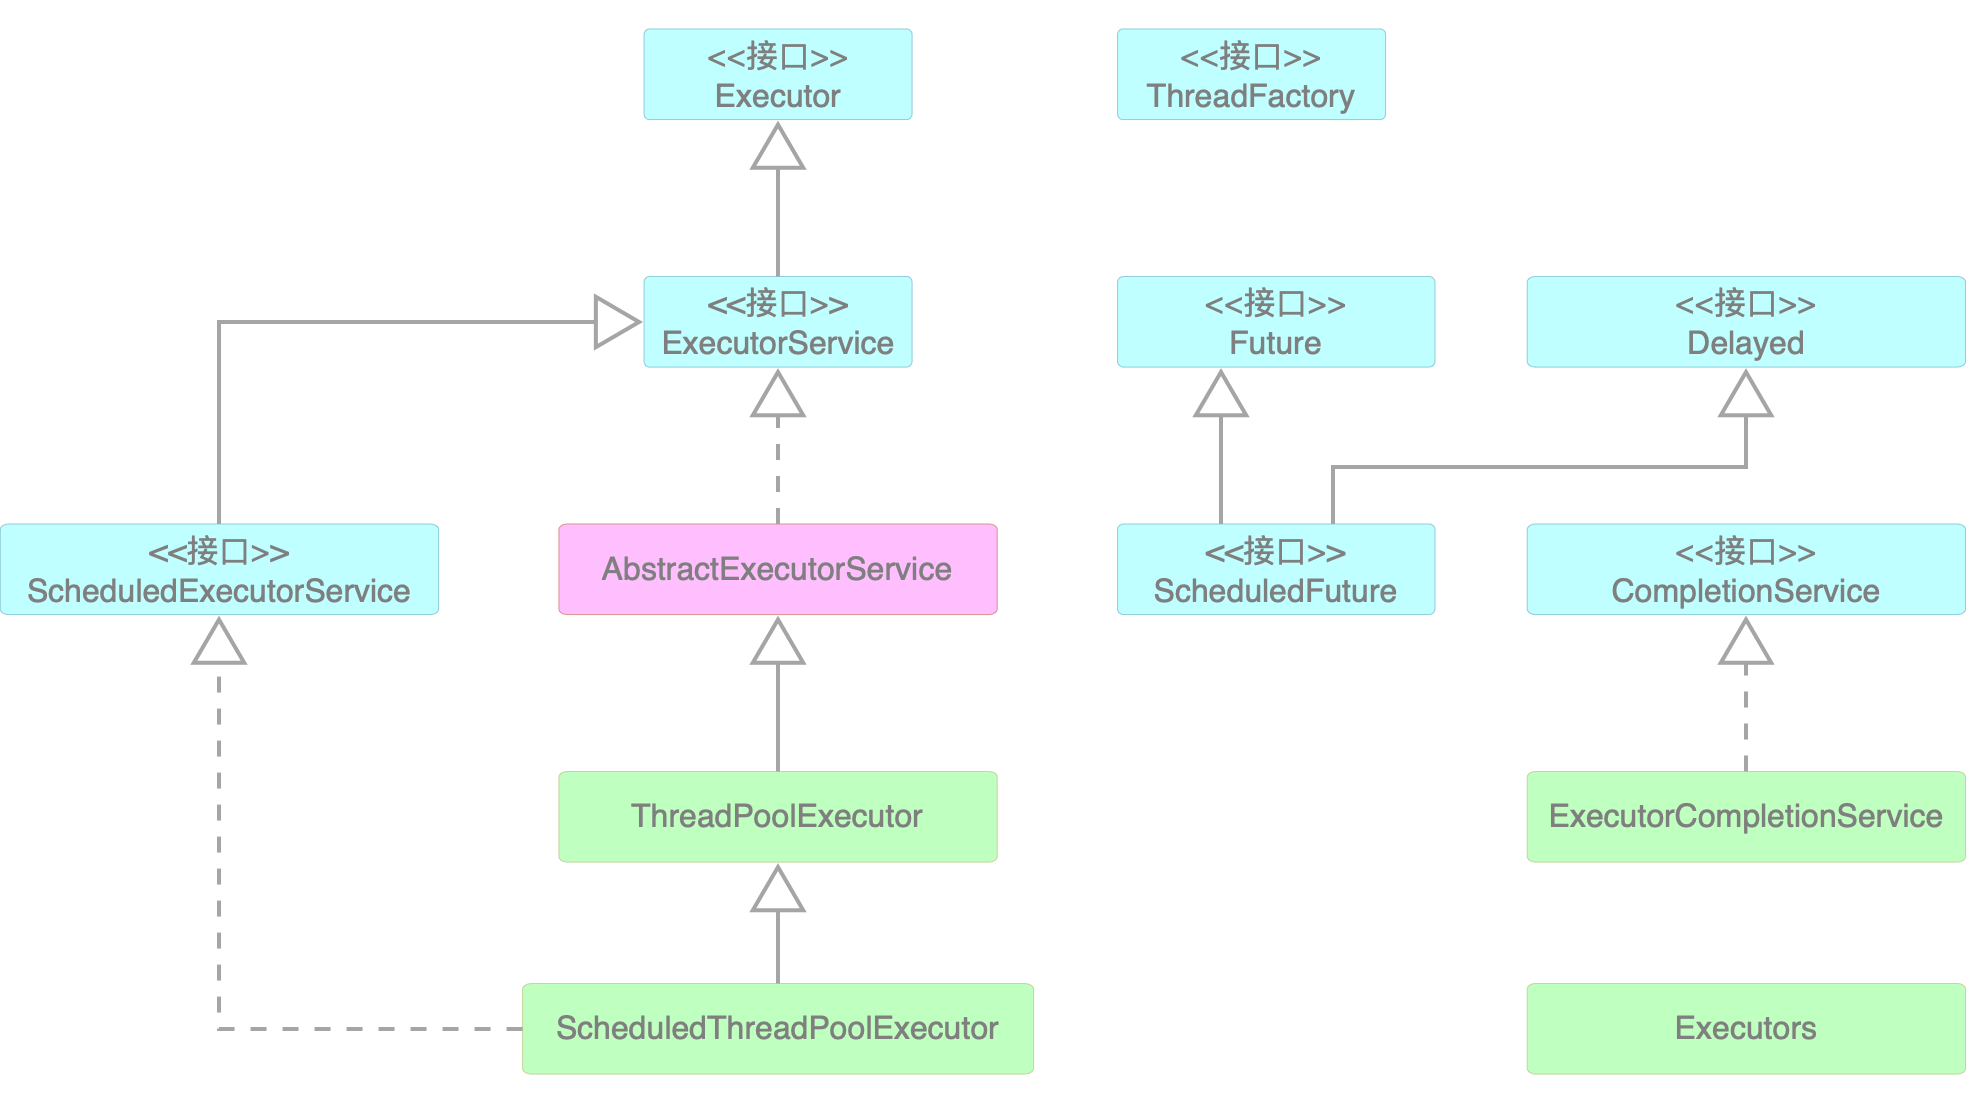 <<接口>>
Executor
<<接口>>
ThreadFactory
<<接口>>
ExecutorService
<<接口>>
Future
<<接口>>
Delayed
<<接口>>
ScheduledExecutorService
AbstractExecutorService
<<接口>>
ScheduledFuture
<<接口>>
CompletionService
ThreadPoolExecutor
ExecutorCompletionService
ScheduledThreadPoolExecutor
Executors